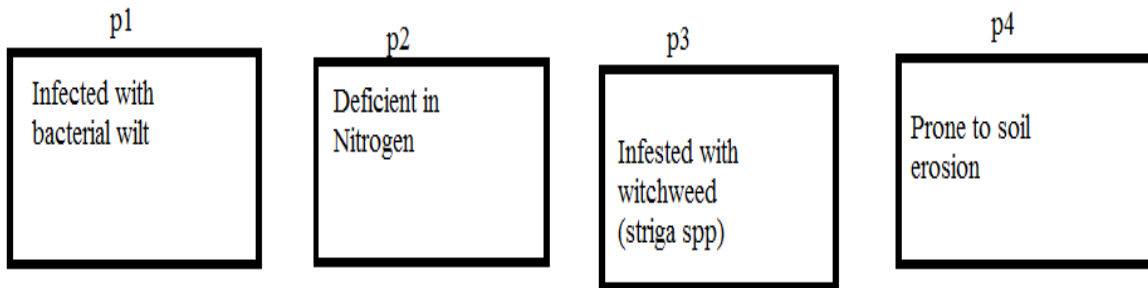 p1
Infected with
bacterial wilt
p2
Deficient in
Nitrogen
p3
Infested with
witchweed
(striga spp)
p4
Prone to soil
erosion